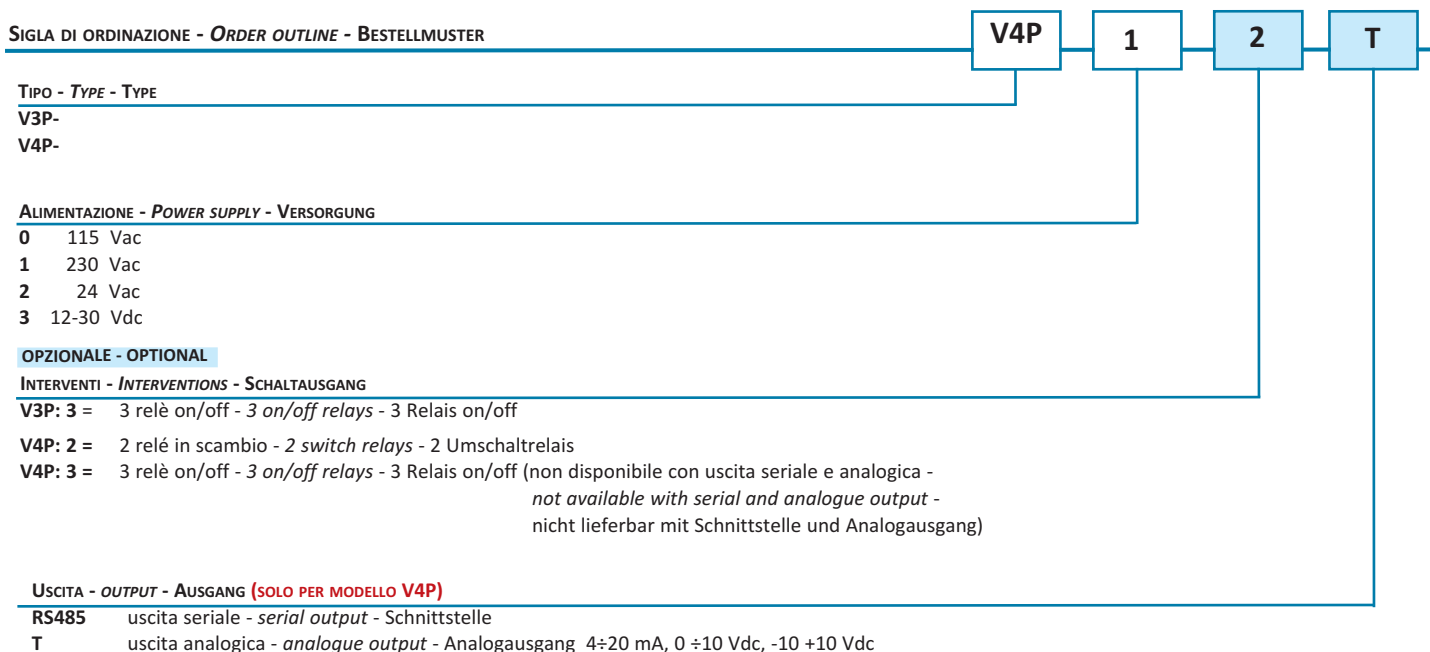 SIGLA DI ORDINAZIONE - ORDER OUTLINE - BESTELLMUSTER
V4P 1 2 T
TIPO - TYPE - TYPE
V3P-
V4P-
ALIMENTAZIONE - POWER SUPPLY - VERSORGUNG
0 115 Vac
1 230 Vac
2 24 Vac
3 12-30 Vdc
OPZIONALE - OPTIONAL
INTERVENTI - INTERVENTIONS - SCHALTAUSGANG
V3P: 3 = 3 relè on/off - 3 on/off relays - 3 Relais on/off
V4P: 2 = 2 relé in scambio - 2 switch relays - 2 Umschaltrelais
V4P: 3 = 3 relè on/off - 3 on/off relays - 3 Relais on/off (non disponibile con uscita seriale e analogica -
not available with serial and analogue output -
nicht lieferbar mit Schnittstelle und Analogausgang)
USCITA - OUTPUT - AUSGANG (SOLO PER MODELLO V4P)
RS485 uscita seriale - serial output - Schnittstelle
T uscita analogica - analogue output - Analogausgang 4÷20 mA, 0 ÷10 Vdc, -10 +10 Vdc